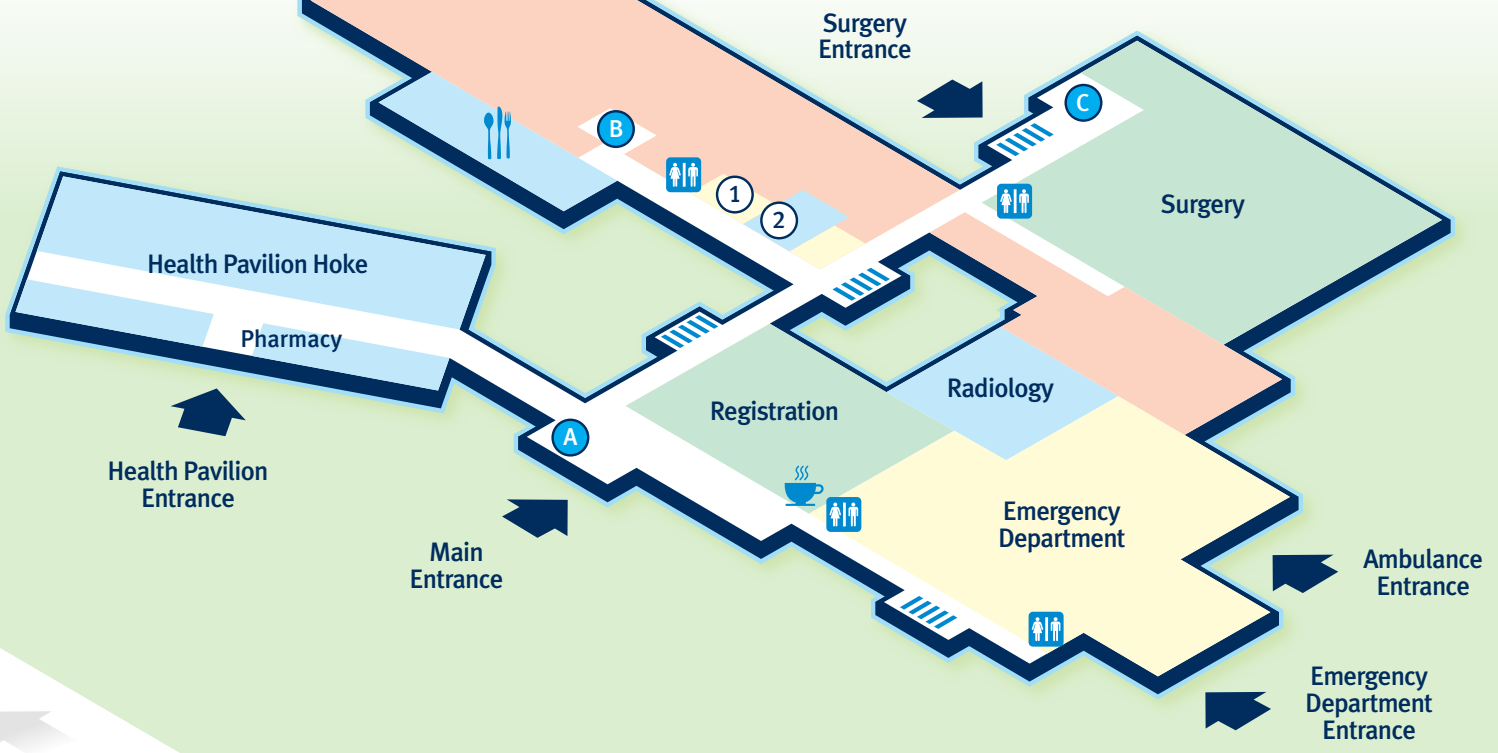 Surgery
Entrance
C
B
1
2
Surgery
Health Pavilion Hoke
Pharmacy
Radiology
Registration
A
Health Pavilion
Entrance
Main
Entrance
Emergency
Department
Ambulance
Entrance
Emergency
Department
Entrance